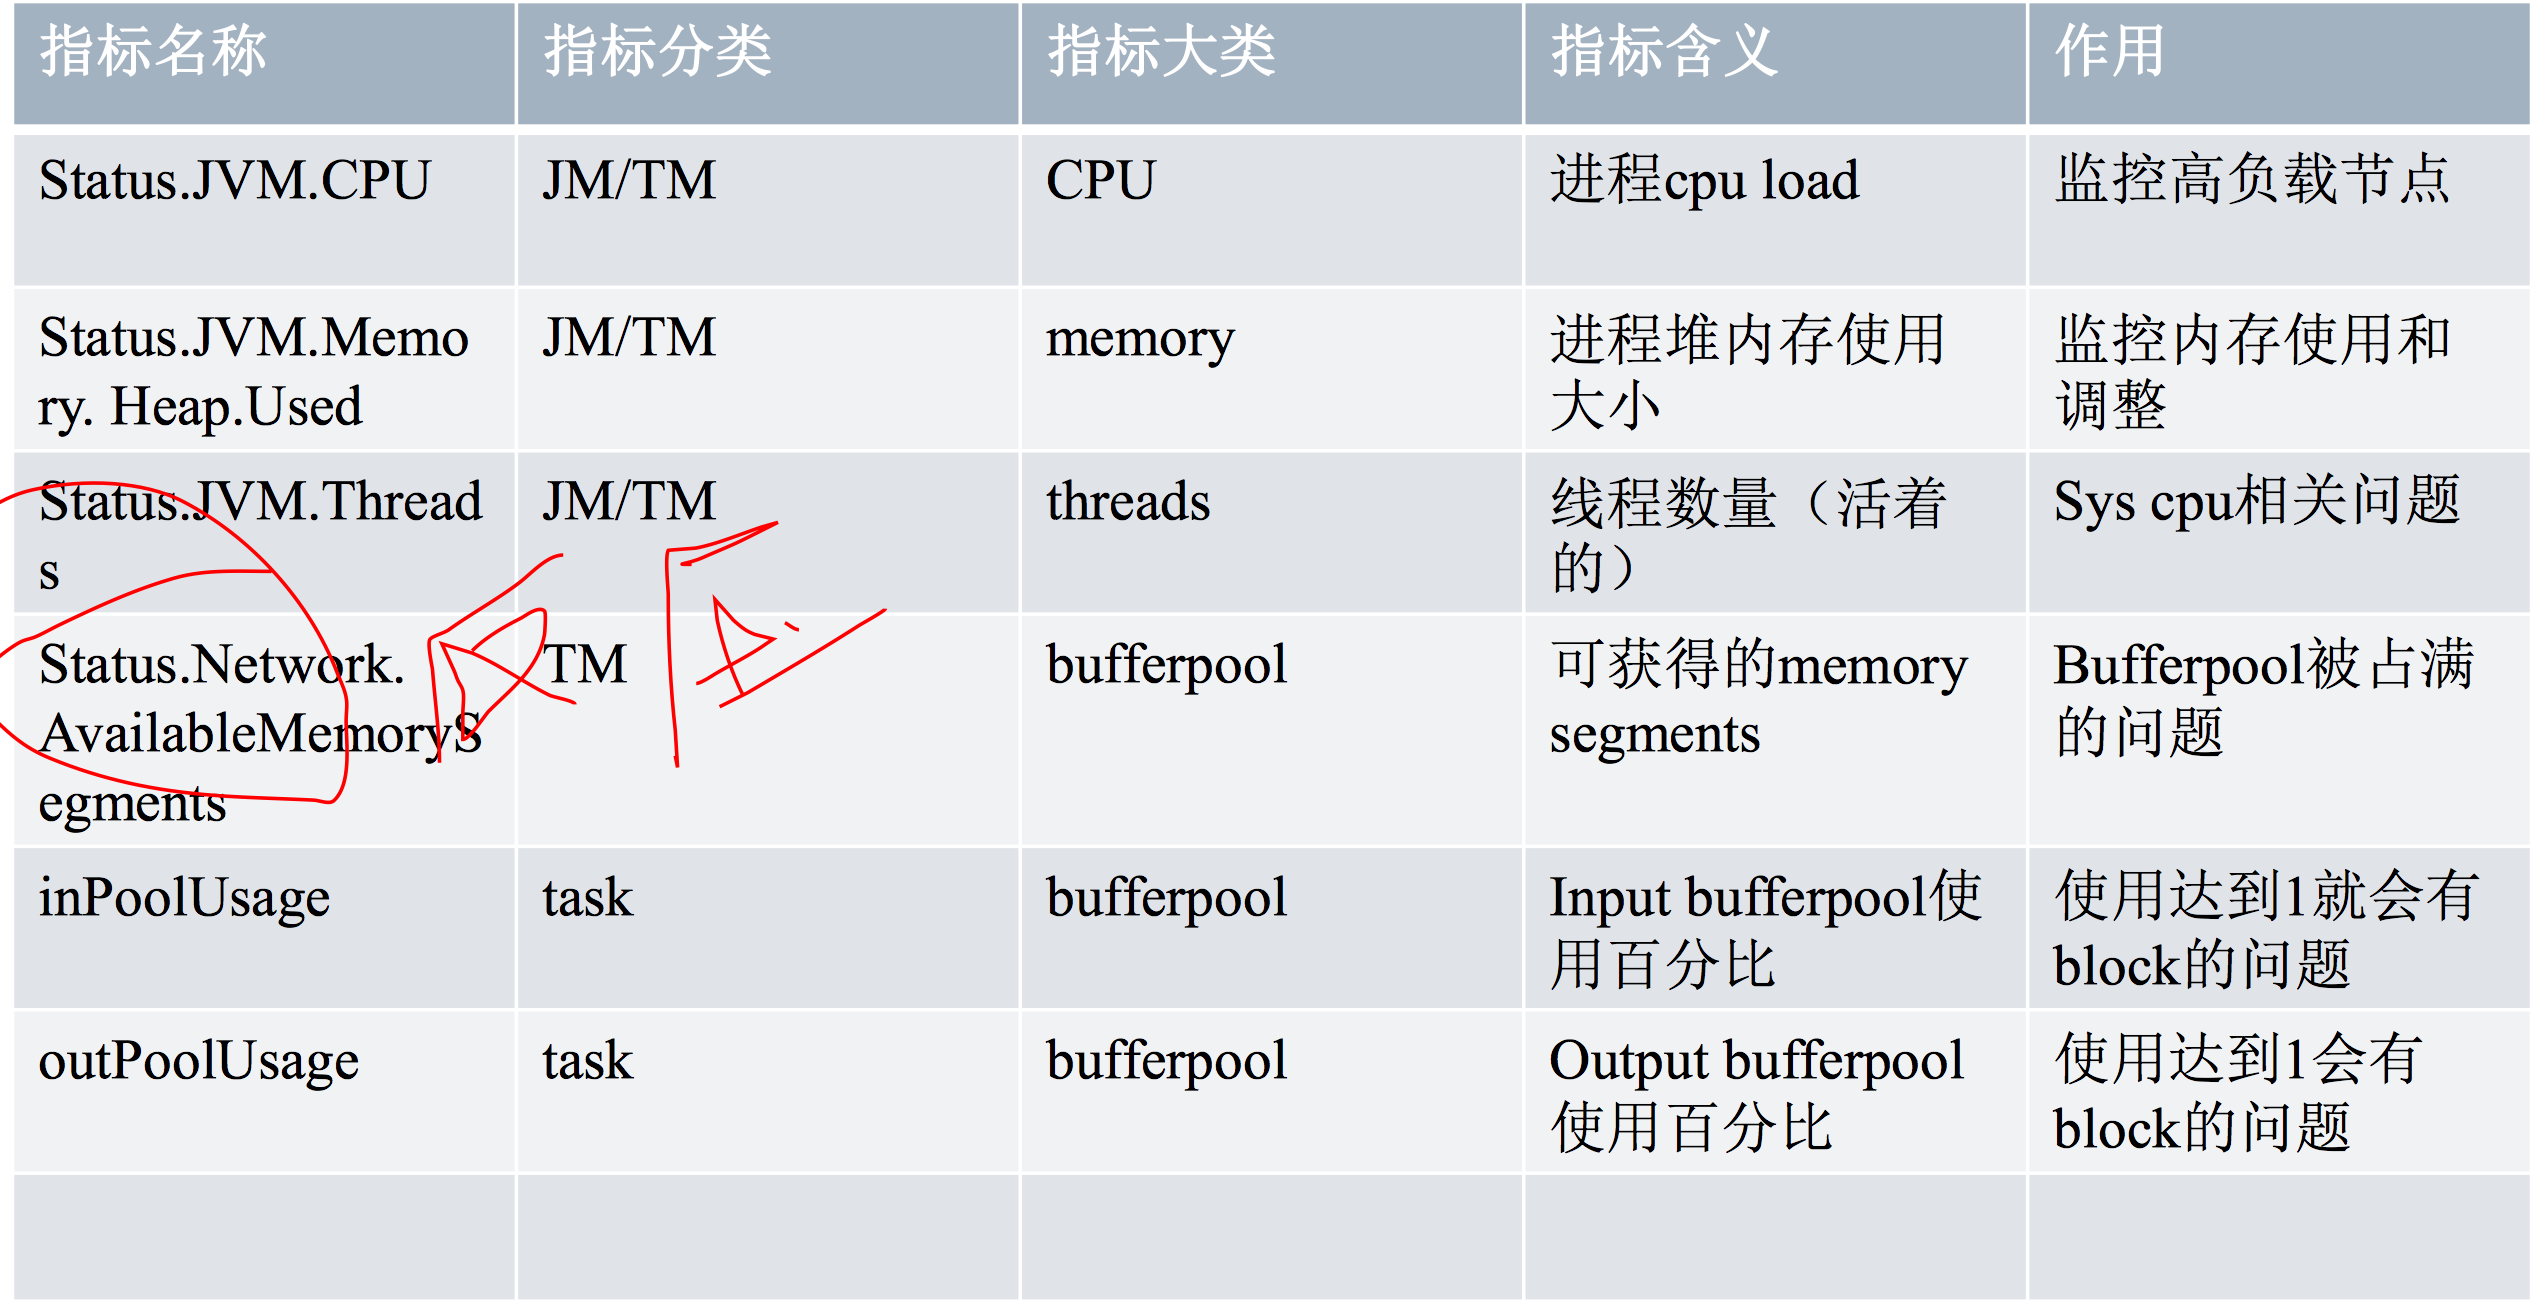 指标名称 指标分类 指标大类 指标含义 作用
Status.JVM.CPU JM/TM CPU 进程cpu load 监控高负载节点
Status.JVM.Memo JM/TM memory 进程堆内存使用 监控内存使用和
ry. Heap.Used 大小 调整
Status.JVM.Thread JM/TM threads 线程数量（活着 Sys cpu相关问题
s 的）
Status.Network. TM bufferpool 可获得的memory Bufferpool被占满
AvailableMemoryS segments 的问题
egments
inPoolUsage task bufferpool Input bufferpool使 使用达到1就会有
用百分比 block的问题
outPoolUsage task bufferpool Output bufferpool 使用达到1会有
使用百分比 block的问题